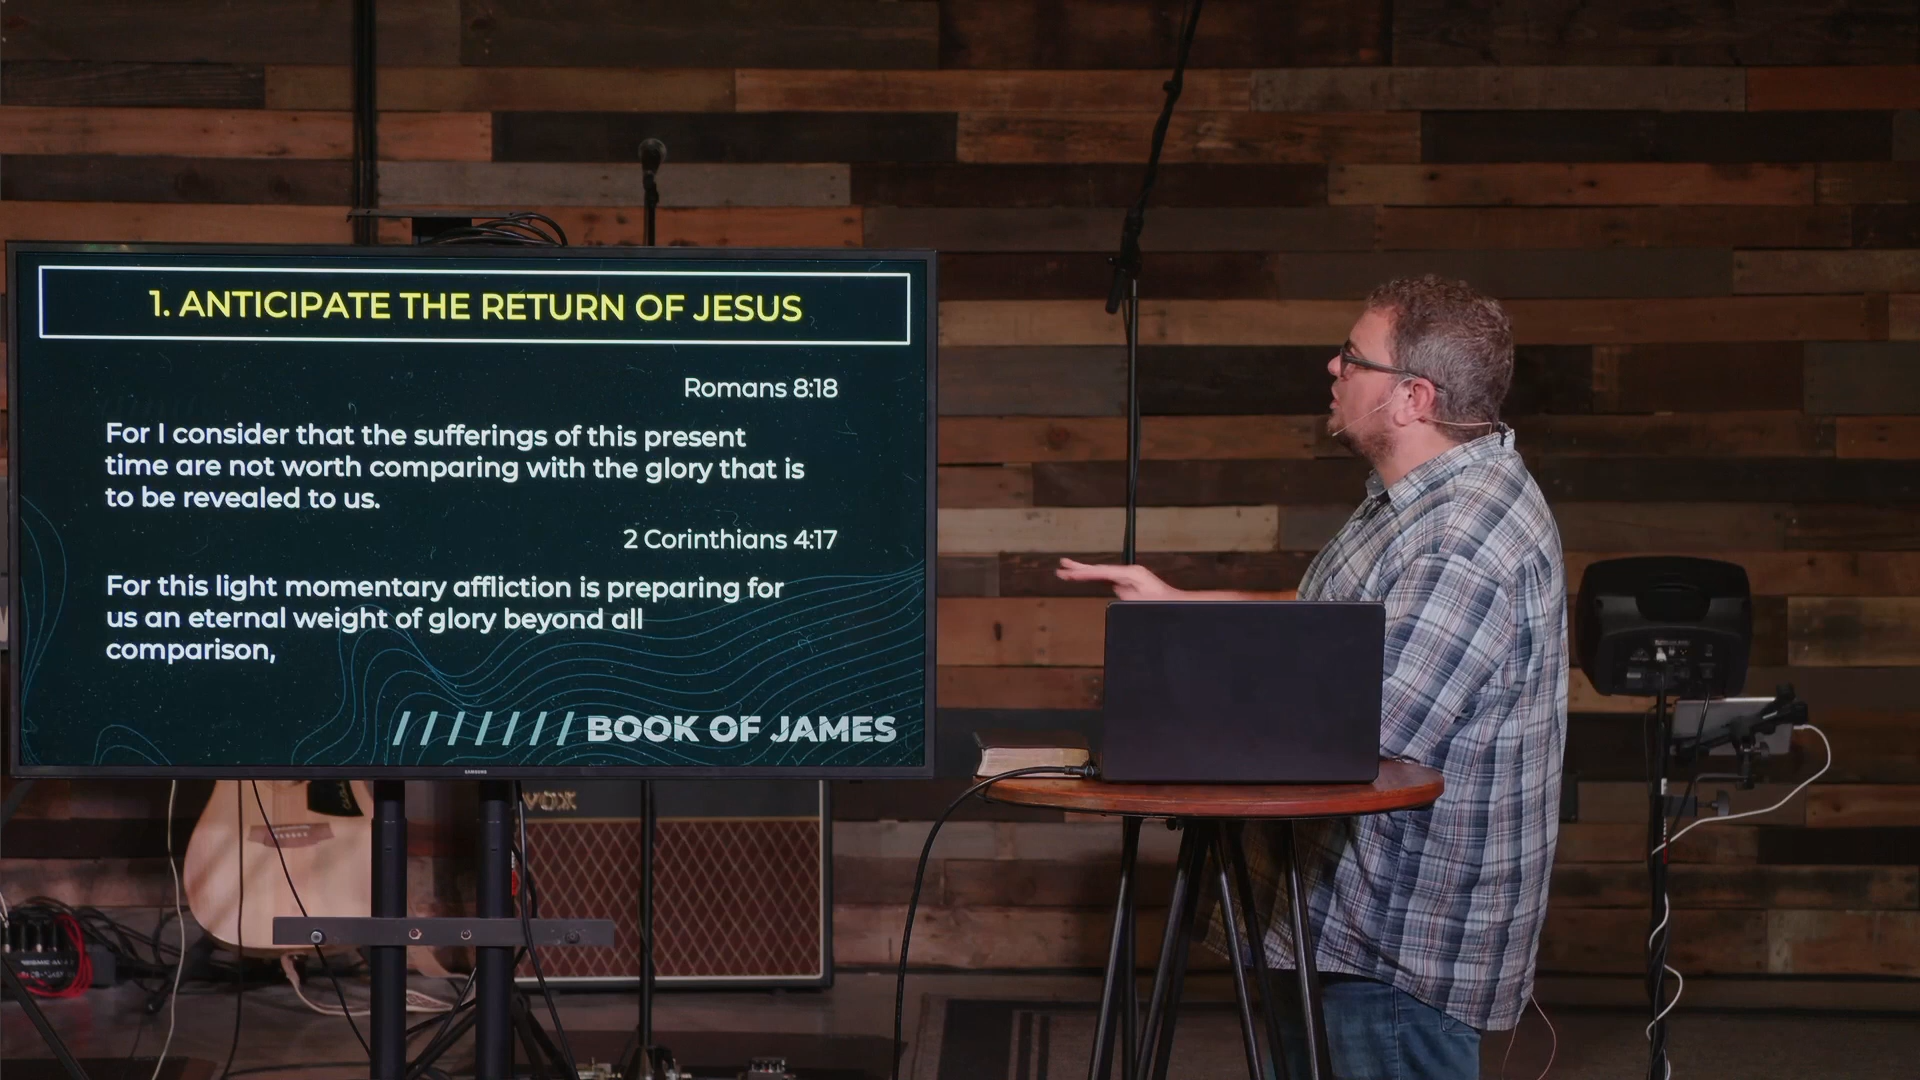 1. ANTICIPATE THE RETURN OF JESUS
Romans 8:18
For I consider that the sufferings of this present
time are not worth comparing with the glory that is
to be revealed to us.
2 Corinthians 4:17
For this light momentary affliction is preparing for
us an eternal weight of glory beyond all
comparison,
BOOK OF JAMES
SAMSUNG
VOX